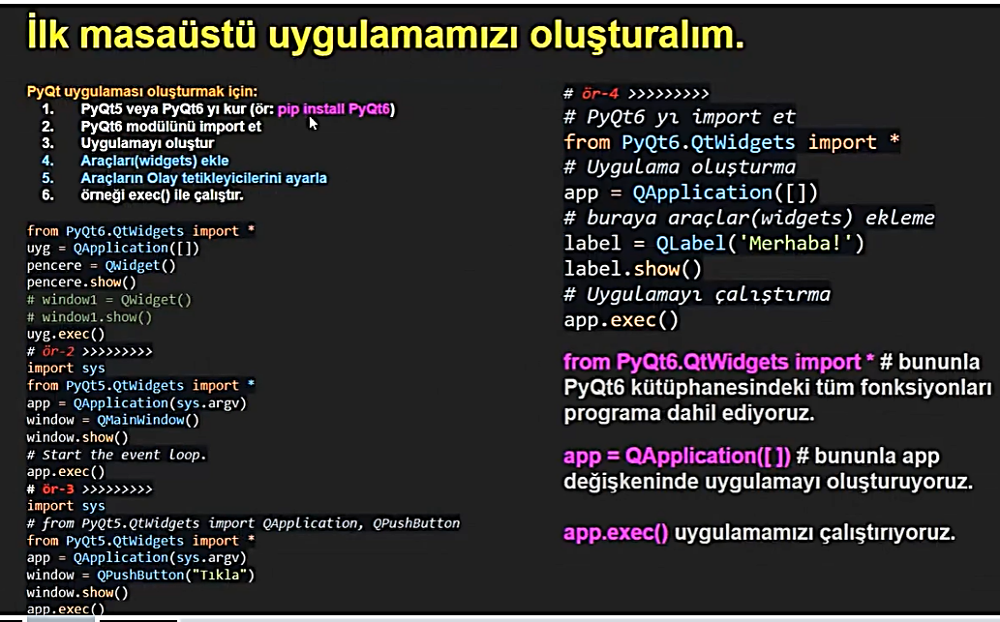 İlk masaüstü uygulamamızı oluşturalım.
PyQt uygulaması oluşturmak için:
1. PyQt5 veya PyQt6 yı kur (ör: pip install PyQt6)
2. PyQt6 modülünü import et
3. Uygulamayı oluştur
4. Araçları(widgets) ekle
5. Araçların Olay tetikleyicilerini ayarla
6. örneği exec() ile çalıştır.
from PyQt6.QtWidgets import *
uyg = QApplication([])
pencere = QWidget()
pencere.show()
# window1 = QWidget()
# window1.show()
uyg.exec()
# ör-2 >>>>>>>>>
import sys
from PyQt5.QtWidgets import *
app = QApplication(sys.argv)
window = QMainWindow()
window.show()
# Start the event loop.
app.exec()
# ör-3 >>>>>>>>>
import sys
# from PyQt5.QtWidgets import QApplication, QPushButton
from PyQt5.QtWidgets import *
app = QApplication(sys.argv)
window = QPushButton("Tıkla")
window.show()
app.exec()
# ör-4 >>>>>>>>>
# PyQt6 yı import et
from PyQt6.QtWidgets import *
# Uygulama oluşturma
app = QApplication([])
# buraya araçlar(widgets) ekleme
label = QLabel('Merhaba!')
label.show()
# Uygulamayı çalıştırma
app.exec()
from PyQt6.QtWidgets import * # bununla
PyQt6 kütüphanesindeki tüm fonksiyonları
programa dahil ediyoruz.
app = QApplication([ ]) # bununla app
değişkeninde uygulamayı oluşturuyoruz.
app.exec() uygulamamızı çalıştırıyoruz.